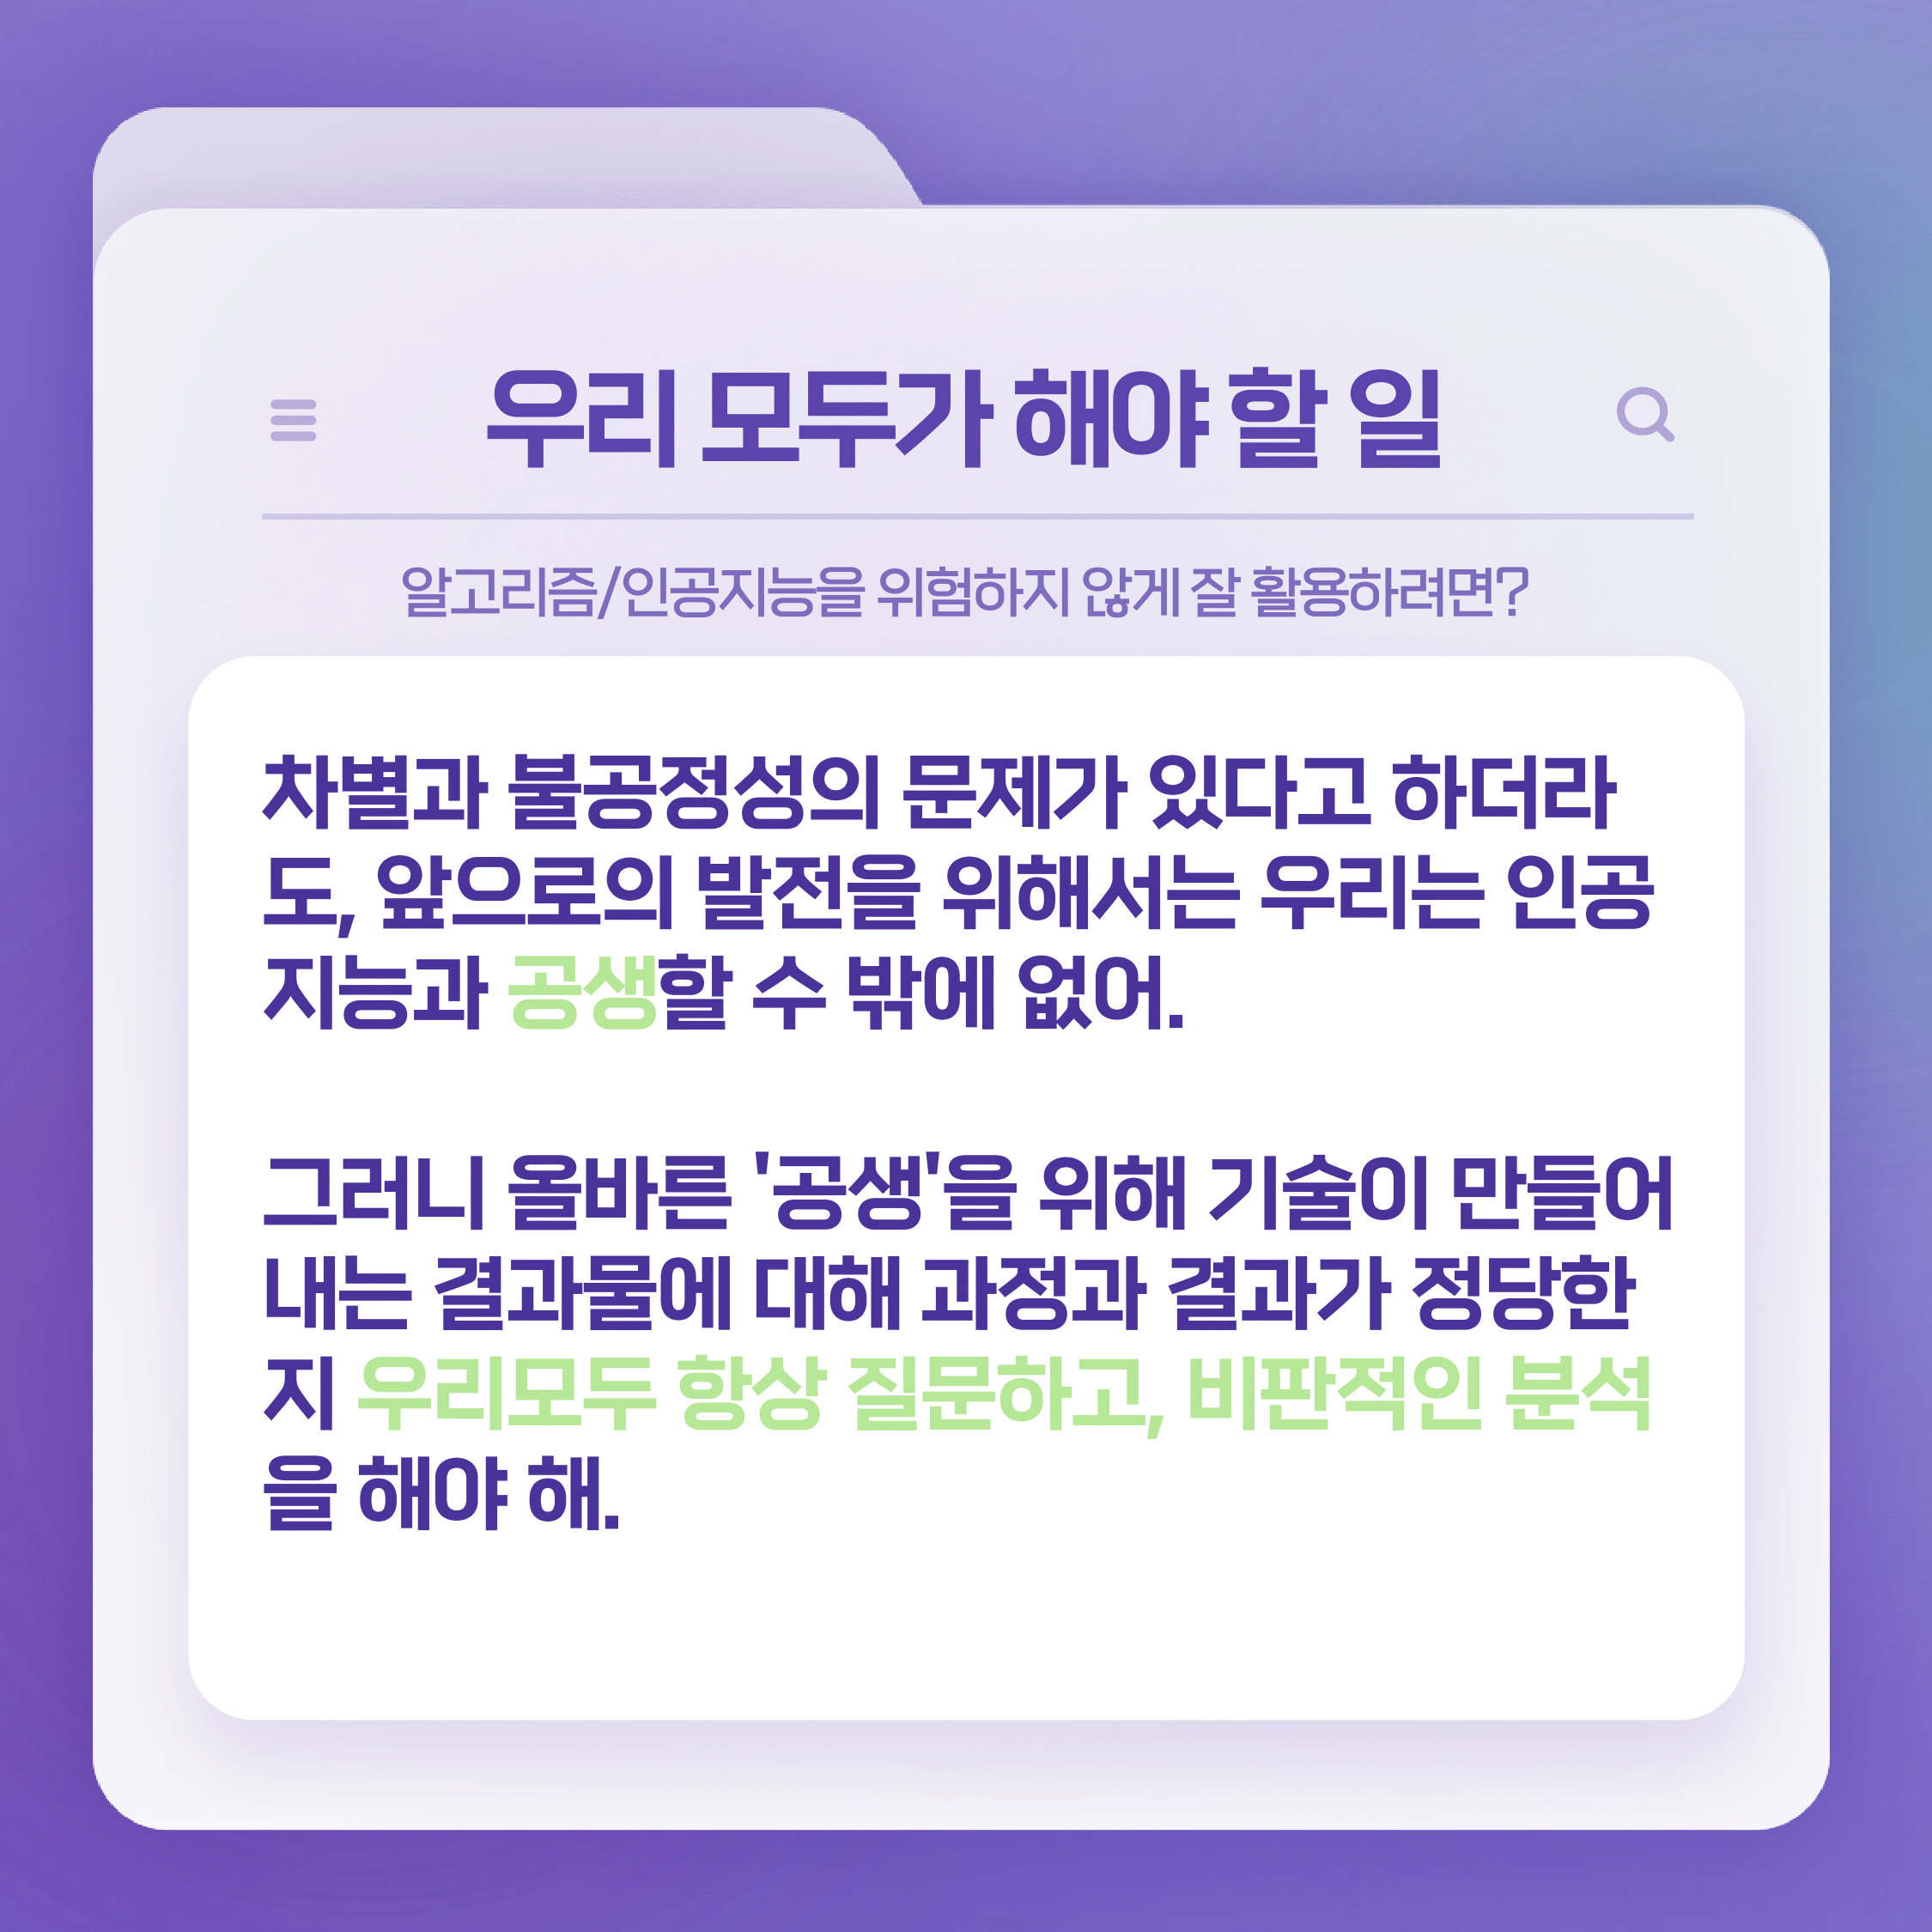 우리 모두가 해야 할 일
알고리즘/인공지능을 위험하지 않게 잘 활용하려면?
차별과 불공정성의 문제가 있다고 하더라
도, 앞으로의 발전을 위해서는 우리는 인공
지능과 공생할 수 밖에 없어.
그러니 올바른 '공생'을 위해 기술이 만들어
내는 결과물에 대해 과정과 결과가 정당한
지 우리모두 항상 질문하고, 비판적인 분석
을 해야 해.